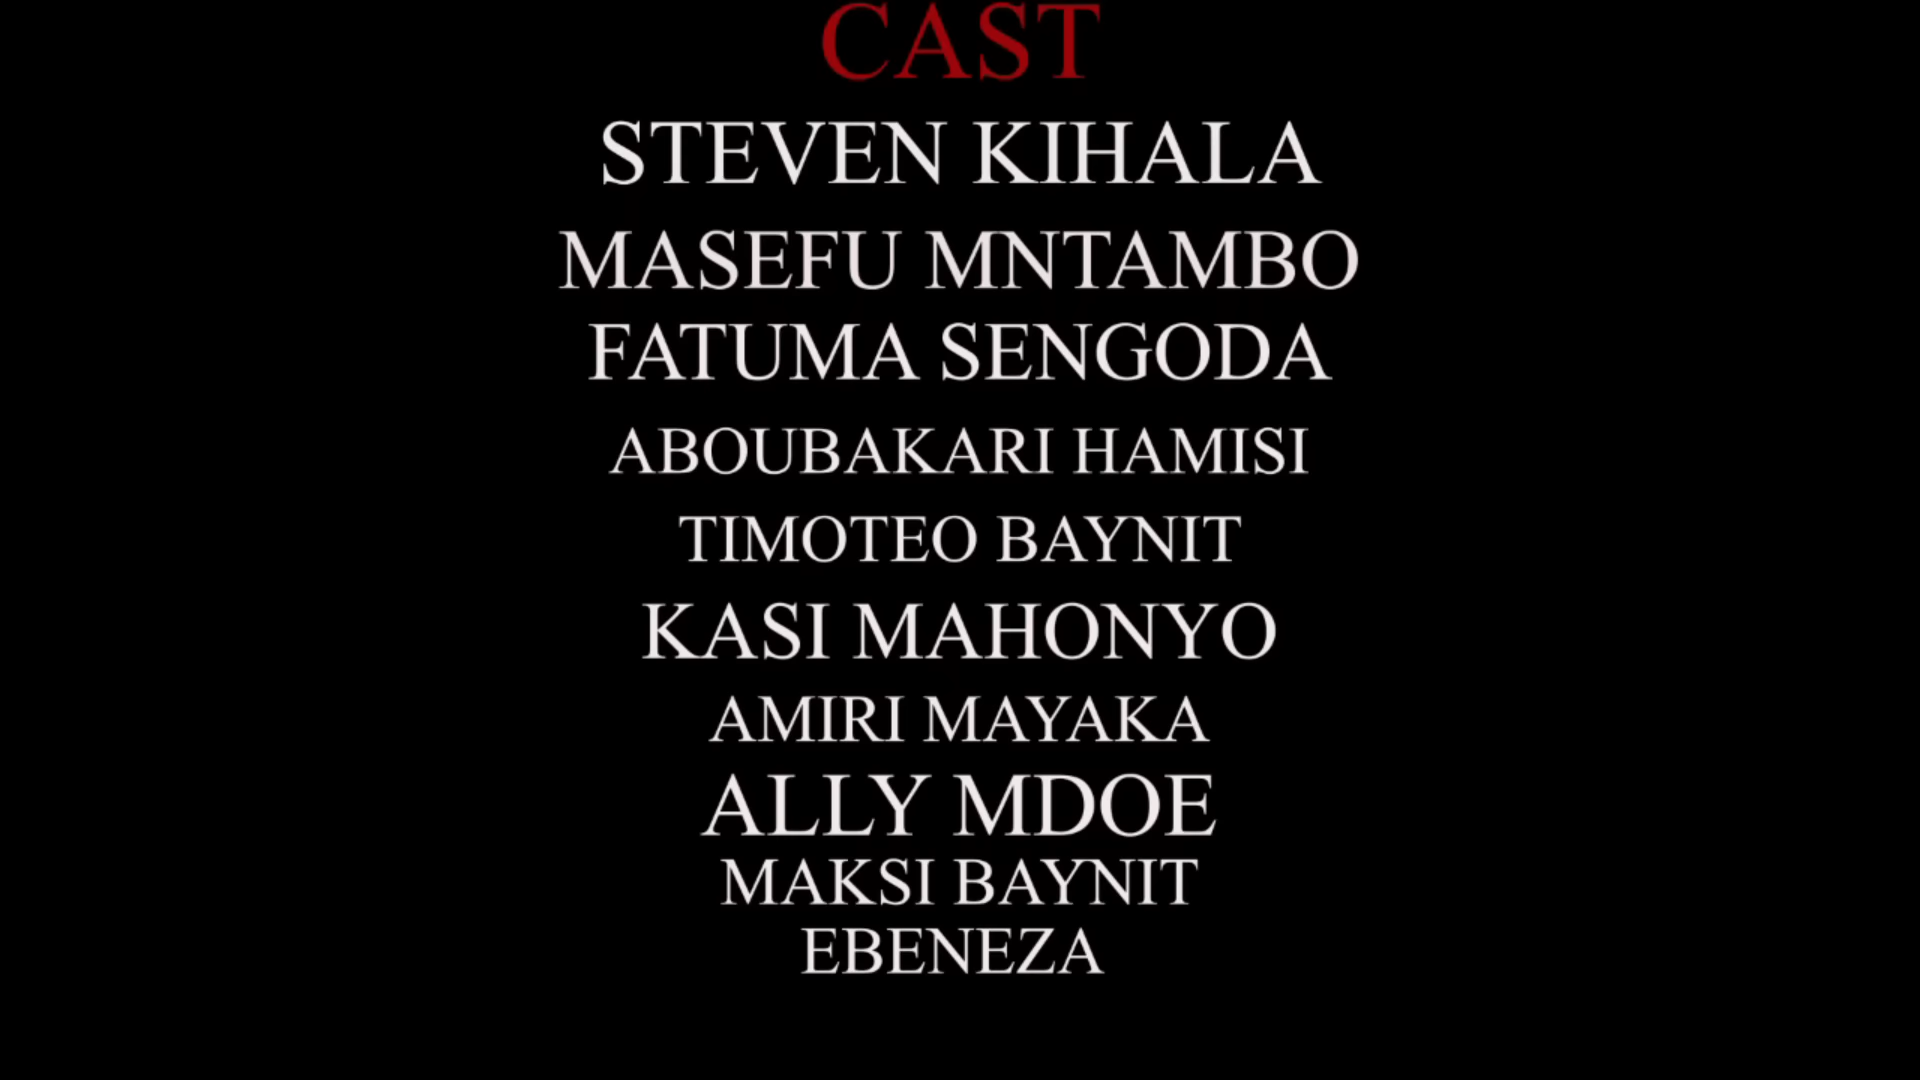 CAST
STEVEN KIHALA
MASEFU MNTAMBO
FATUMA SENGODA
ABOUBAKARI HAMISI
TIMOTEO BAYNIT
KASI MAHONYO
AMIRI MAYAKA
ALLY MDOE
MAKSI BAYNIT
EBENEZA